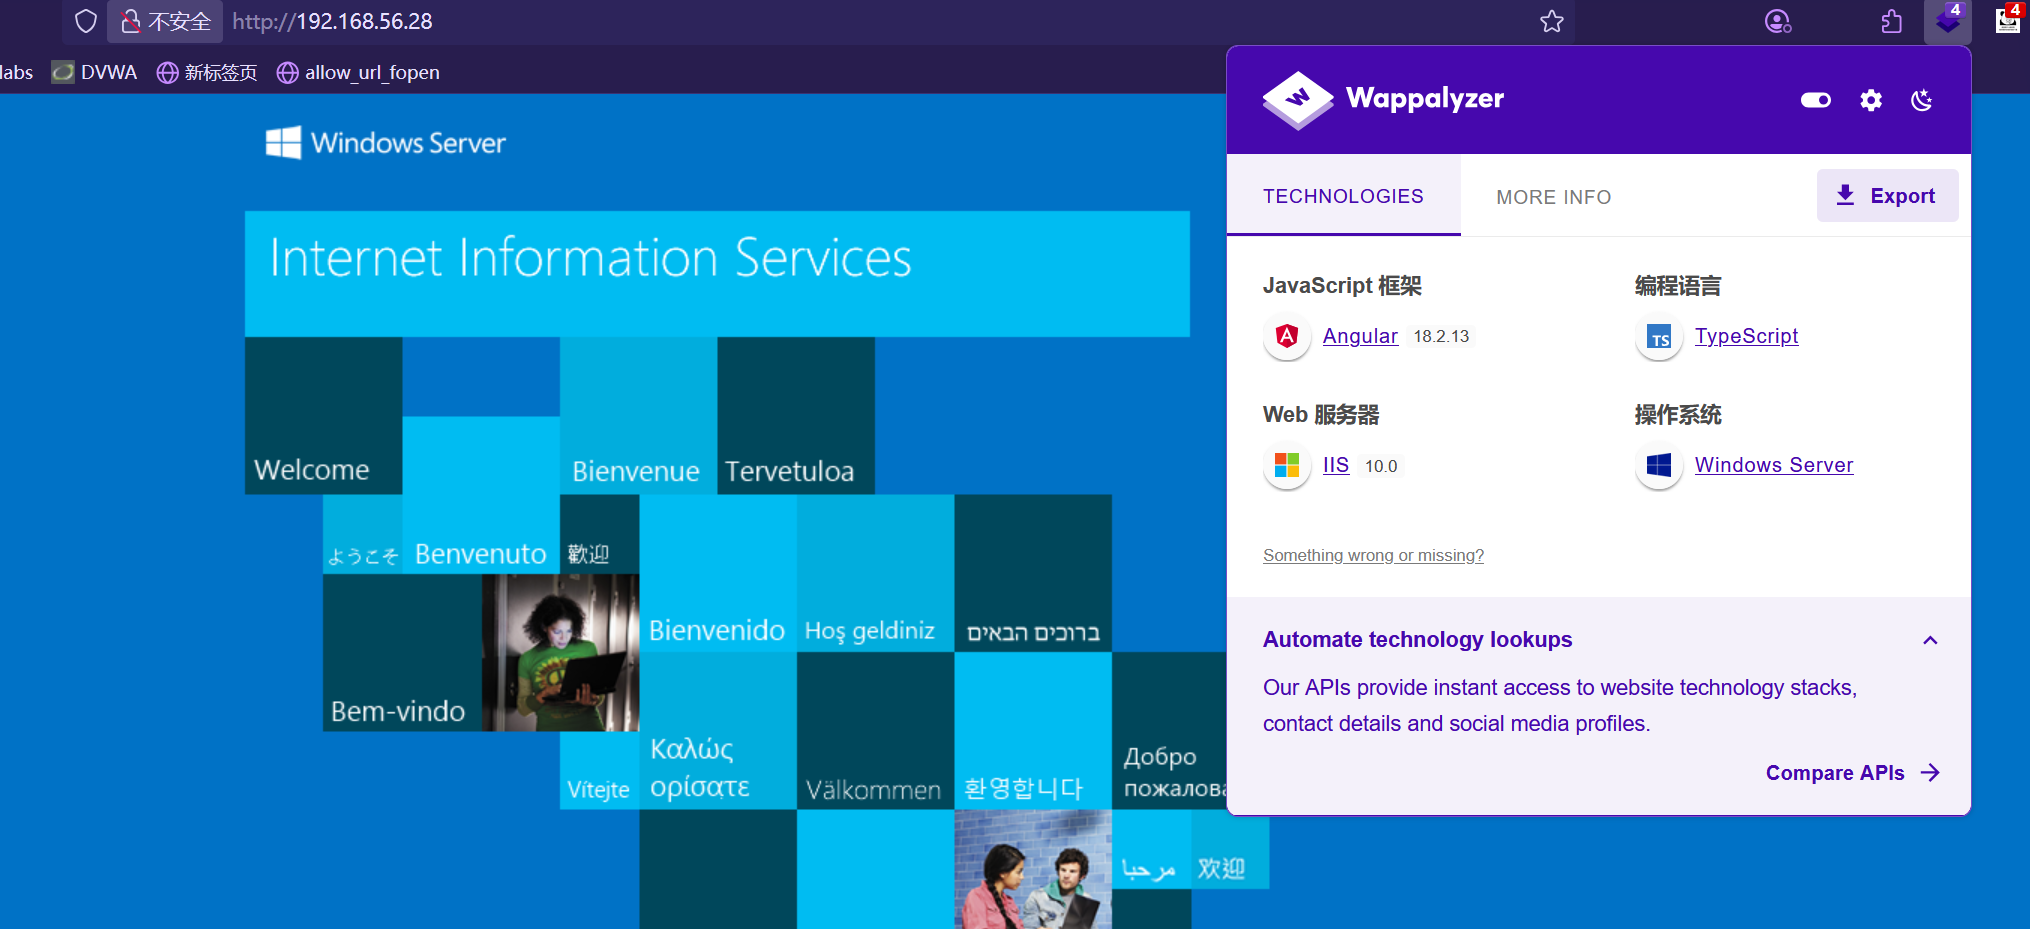 不安全 http://192.168.56.28
4
4
labs DVWA 新标签页 allow_url_fopen
Windows Server
Internet Information Services
Welcome
Bienvenue
Tervetuloa
ようこそ
Benvenuto
歡迎
Bienvenido
Hoş geldiniz
ברוכים הבאים
Bem-vindo
Vítejte
Καλώς
ορίσατε
Välkommen
환영합니다
Добро
пожалова
مرحبا
欢迎
W Wappalyzer
TECHNOLOGIES MORE INFO Export
JavaScript 框架
Angular 18.2.13
编程语言
TS TypeScript
Web 服务器
IIS 10.0
操作系统
Windows Server
Something wrong or missing?
Automate technology lookups
Our APIs provide instant access to website technology stacks,
contact details and social media profiles.
Compare APIs